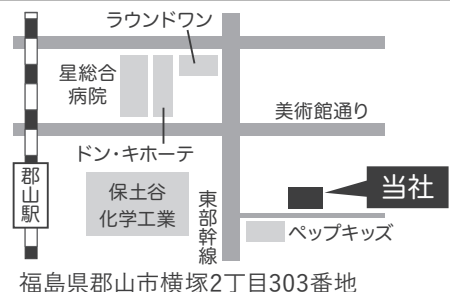 ラウンドワン
星総合
病院
美術館通り
ドン・キホーテ
郡山駅
保土谷
化学工業
東部幹線
当社
ペップキッズ
福島県郡山市横塚2丁目303番地